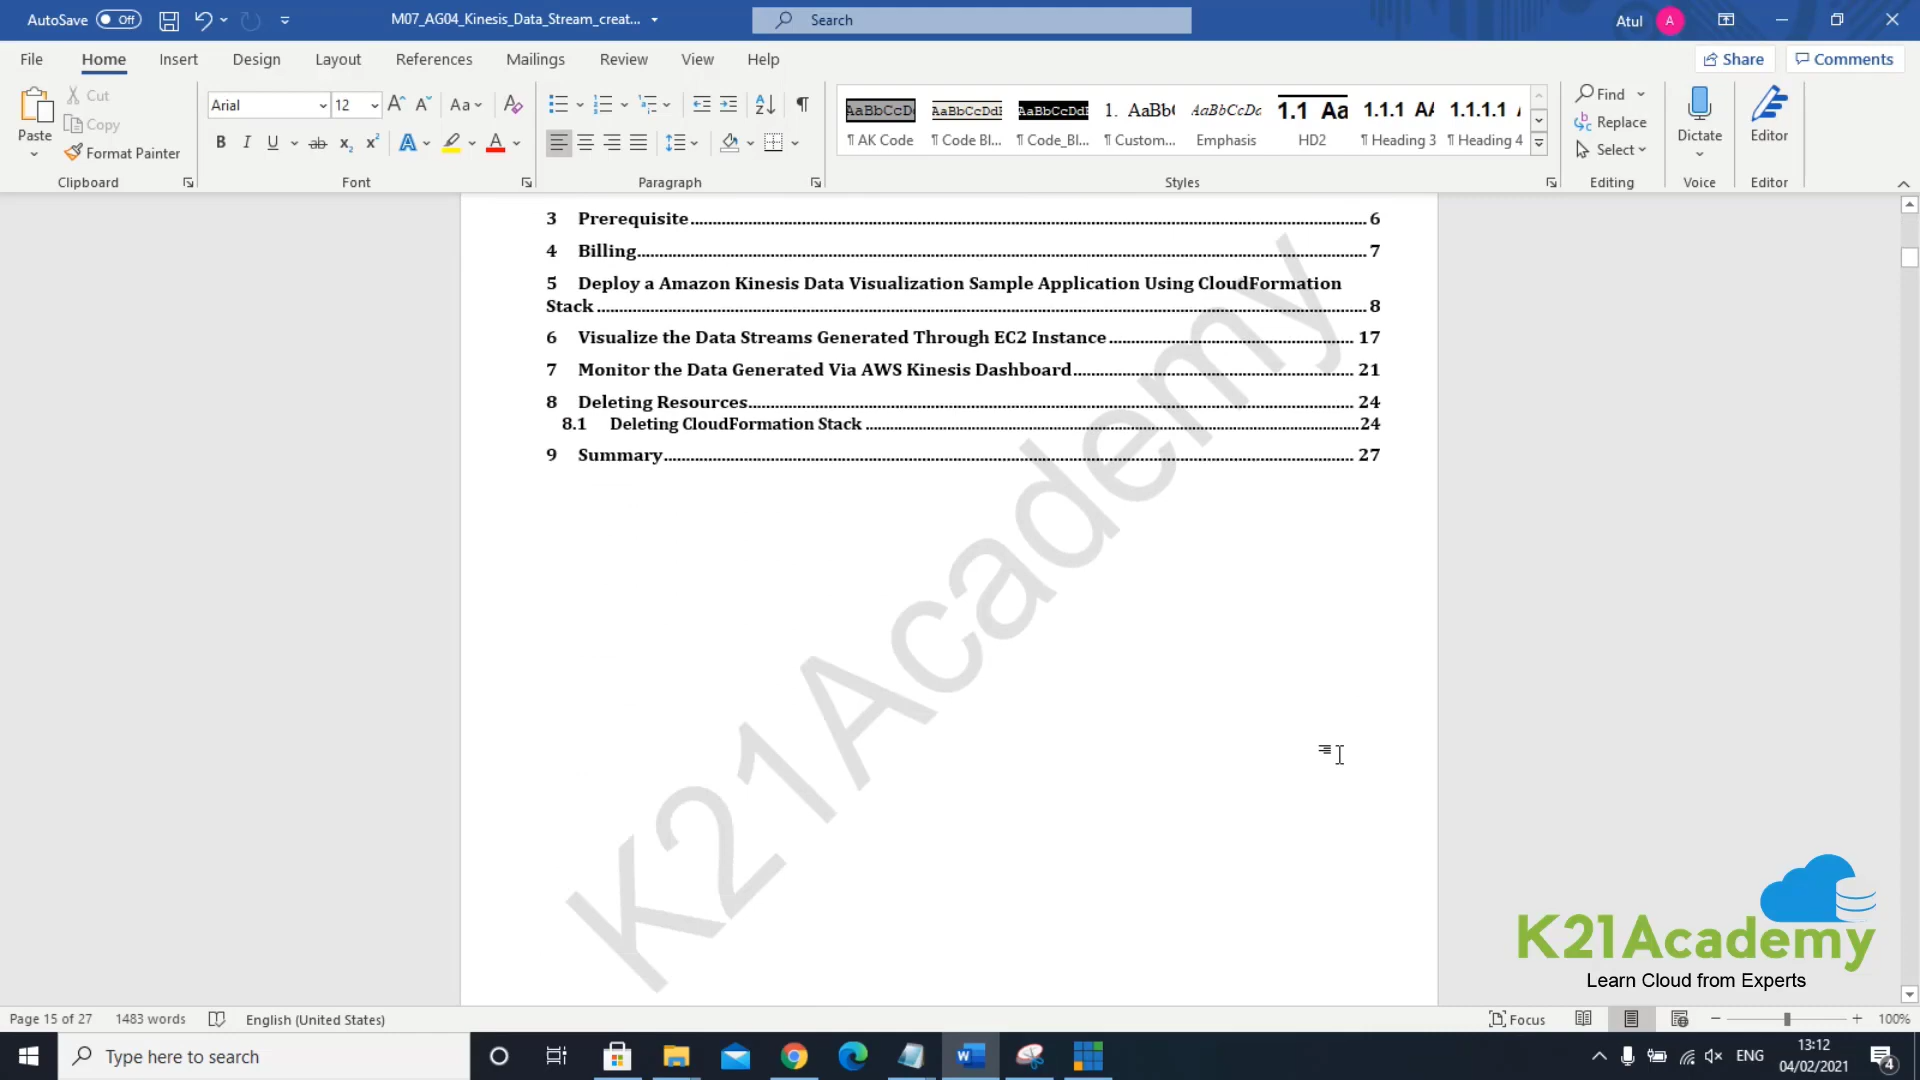 AutoSave Off M07_AG04_Kinesis_Data_Stream_creat... Search Atul A
File Home Insert Design Layout References Mailings Review View Help Share Comments
Paste Cut Copy Format Painter
Clipboard
Arial 12 Aa
B I U ab x₂ x² A A
Font
Paragraph
AaBbCcD AaBbCcDdE AaBbCcDdE 1. AaBb( AaBbCcDc 1.1 Aa 1.1.1 AA 1.1.1.1
¶ AK Code ¶ Code Bl... ¶ Code_Bl... ¶ Custom... Emphasis HD2 ¶ Heading 3 ¶ Heading 4
Styles
Find
Replace
Select
Editing
Dictate
Voice
Editor
Editor
3 Prerequisite 6
4 Billing 7
5 Deploy a Amazon Kinesis Data Visualization Sample Application Using CloudFormation
Stack 8
6 Visualize the Data Streams Generated Through EC2 Instance 17
7 Monitor the Data Generated Via AWS Kinesis Dashboard 21
8 Deleting Resources 24
8.1 Deleting CloudFormation Stack 24
9 Summary 27
K21Academy
K21Academy
Learn Cloud from Experts
Page 15 of 27 1483 words English (United States) Focus 100%
Type here to search ENG 13:12
04/02/2021 4